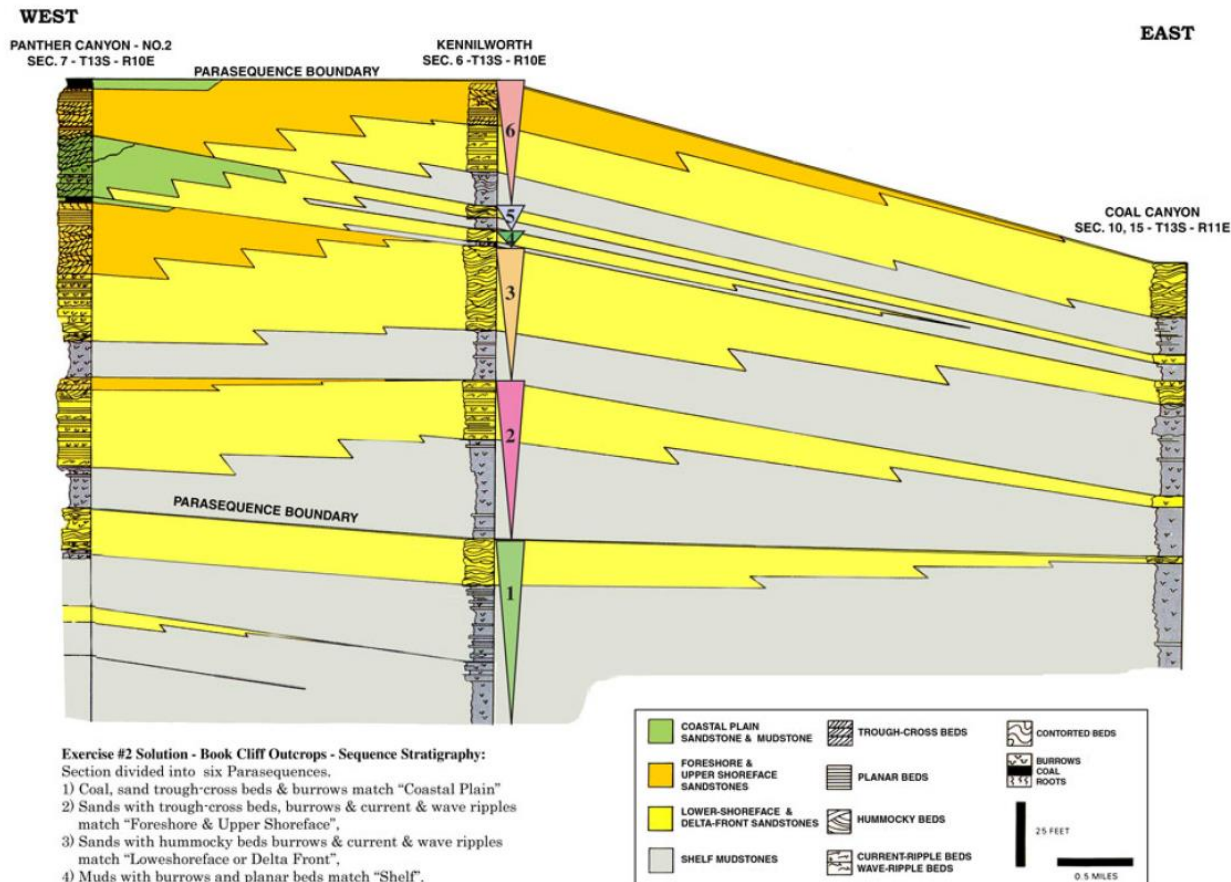 WEST
EAST
PANTHER CANYON - NO.2
SEC. 7 - T13S - R10E
PARASEQUENCE BOUNDARY
KENNILWORTH
SEC. 6 -T13S - R10E
COAL CANYON
SEC. 10, 15 - T13S - R11E
6
5
4
3
2
PARASEQUENCE BOUNDARY
1
Exercise #2 Solution - Book Cliff Outcrops - Sequence Stratigraphy:
Section divided into six Parasequences.
1) Coal, sand trough-cross beds & burrows match “Coastal Plain”
2) Sands with trough-cross beds, burrows & current & wave ripples
match “Foreshore & Upper Shoreface”,
3) Sands with hummocky beds burrows & current & wave ripples
match “Loweshoreface or Delta Front”,
4) Muds with burrows and planar beds match “Shelf”.
COASTAL PLAIN
SANDSTONE & MUDSTONE
FORESHORE &
UPPER SHOREFACE
SANDSTONES
LOWER-SHOREFACE &
DELTA-FRONT SANDSTONES
SHELF MUDSTONES
TROUGH-CROSS BEDS
PLANAR BEDS
HUMMOCKY BEDS
CURRENT-RIPPLE BEDS
WAVE-RIPPLE BEDS
CONTORTED BEDS
BURROWS
COAL
ROOTS
25 FEET
0.5 MILES